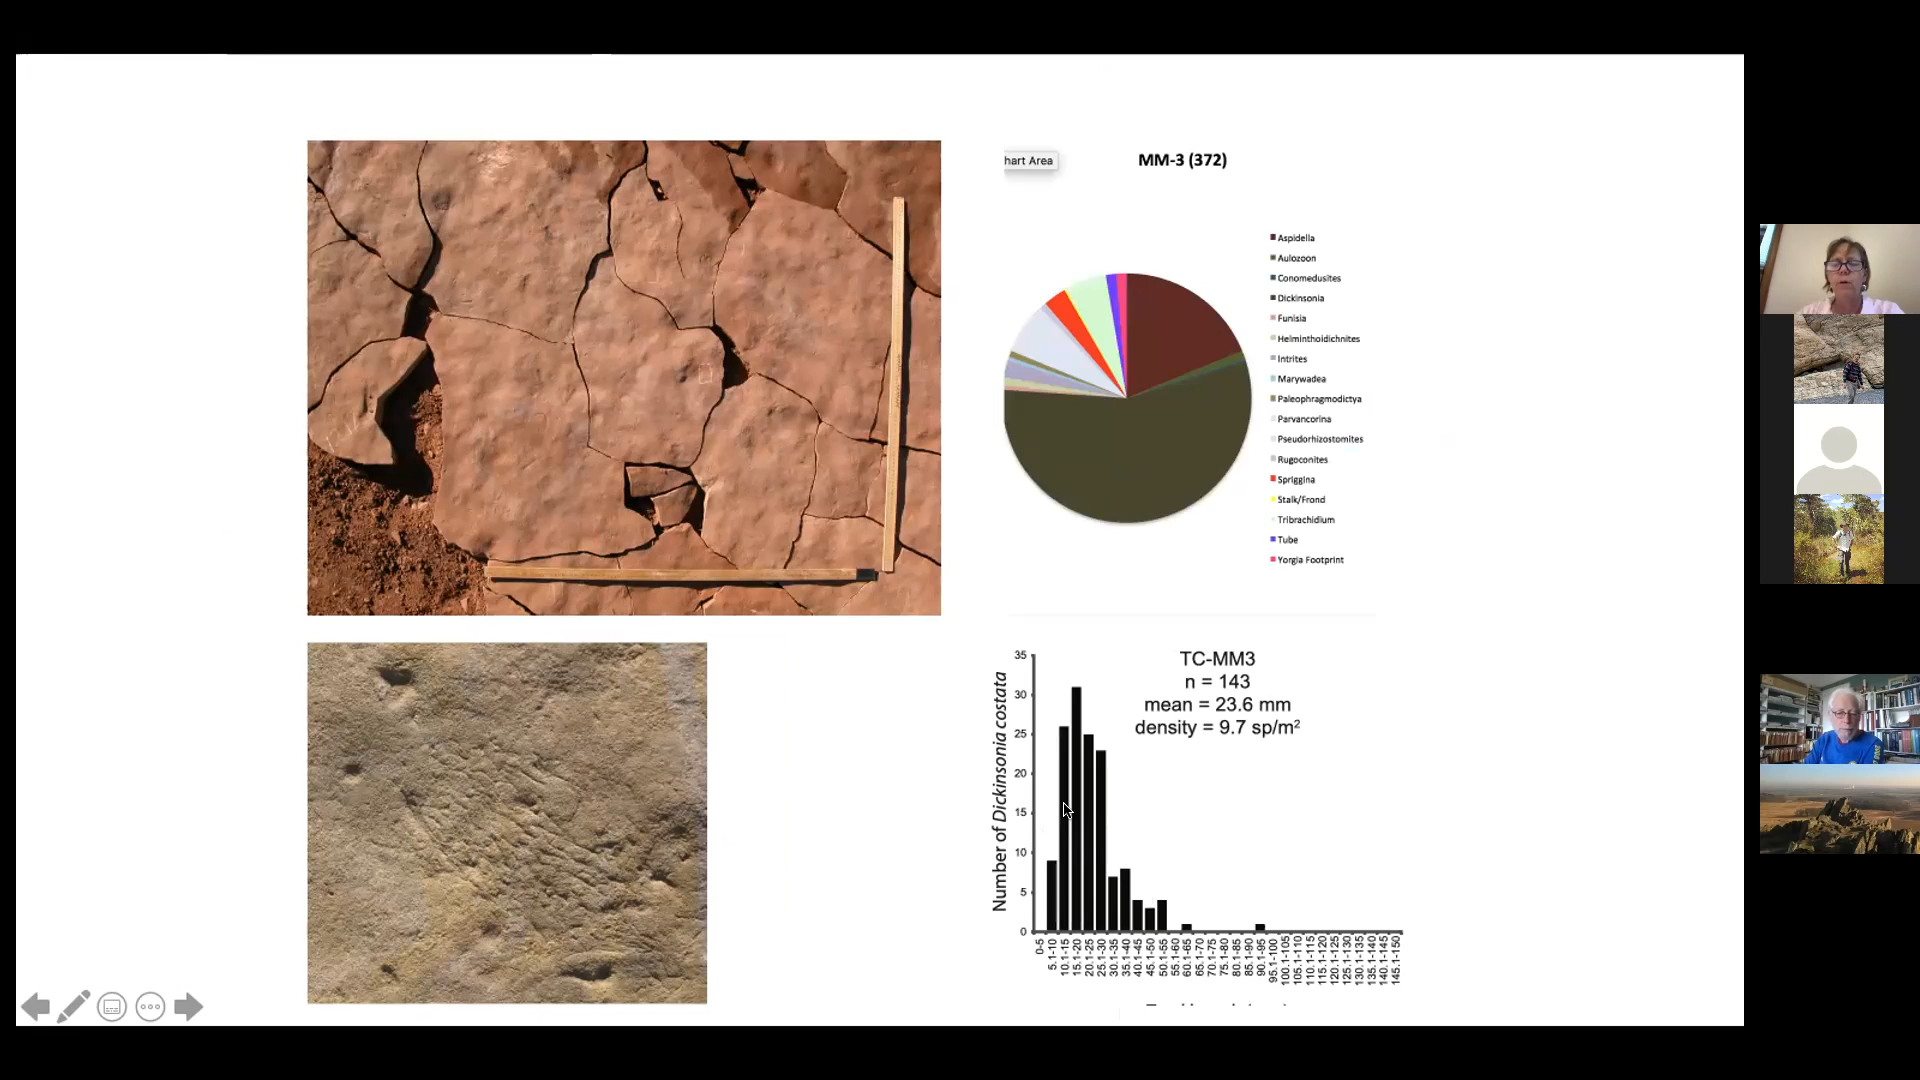 hart Area
MM-3 (372)
Aspidella
Aulozoon
Conomedusites
Dickinsonia
Funisia
Helminthoidichnites
Intrites
Marywadea
Paleophragmodictya
Parvancorina
Pseudorhizostomites
Rugoconites
Spriggina
Stalk/Frond
Tribrachidium
Tube
Yorgia Footprint
TC-MM3
n = 143
mean = 23.6 mm
density = 9.7 sp/m²
Number of Dickinsonia costata
35
30
25
20
15
10
5
0
0-5
5.1-10
10.1-15
15.1-20
20.1-25
25.1-30
30.1-35
35.1-40
40.1-45
45.1-50
50.1-55
55.1-60
60.1-65
65.1-70
70.1-75
75.1-80
80.1-85
85.1-90
90.1-95
95.1-100
100.1-105
105.1-110
110.1-115
115.1-120
120.1-125
125.1-130
130.1-135
135.1-140
140.1-145
145.1-150